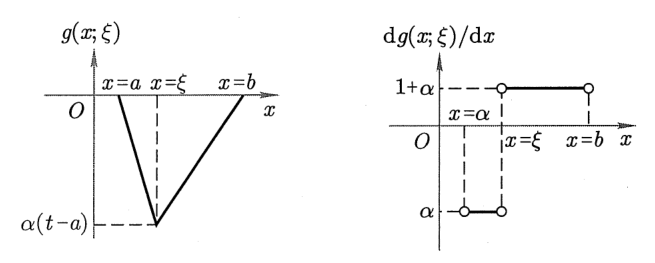 g(x;ξ)
x=a x=ξ x=b
O x
α(t−a)
dg(x;ξ)/dx
1+α
x=α
O x=ξ x=b x
α